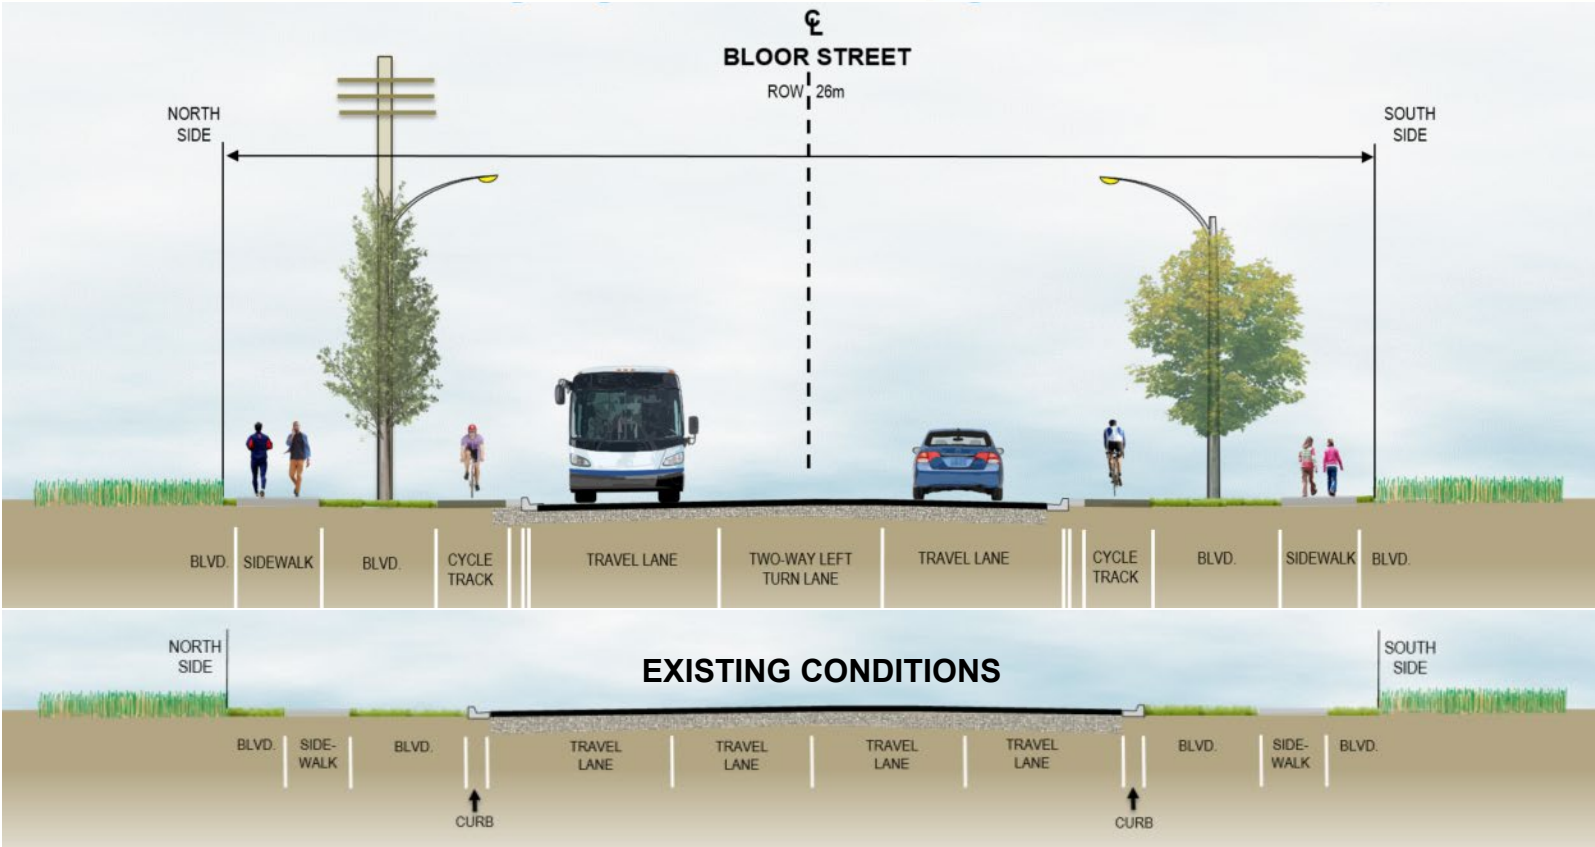 ℄
BLOOR STREET
ROW 26m
NORTH
SIDE
SOUTH
SIDE
BLVD.
SIDEWALK
BLVD.
CYCLE
TRACK
TRAVEL LANE
TWO-WAY LEFT
TURN LANE
TRAVEL LANE
CYCLE
TRACK
BLVD.
SIDEWALK
BLVD.
NORTH
SIDE
EXISTING CONDITIONS
SOUTH
SIDE
BLVD.
SIDE-
WALK
BLVD.
TRAVEL
LANE
TRAVEL
LANE
TRAVEL
LANE
TRAVEL
LANE
BLVD.
SIDE-
WALK
BLVD.
CURB
CURB